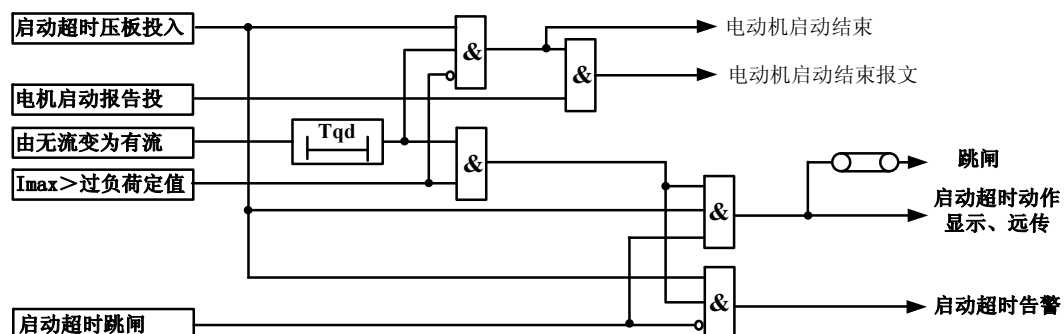 启动超时压板投入
&
电动机启动结束
&
电动机启动结束报文
电机启动报告投
由无流变为有流
Tqd
&
Imax＞过负荷定值
跳闸
&
启动超时动作
显示、远传
&
启动超时告警
启动超时跳闸